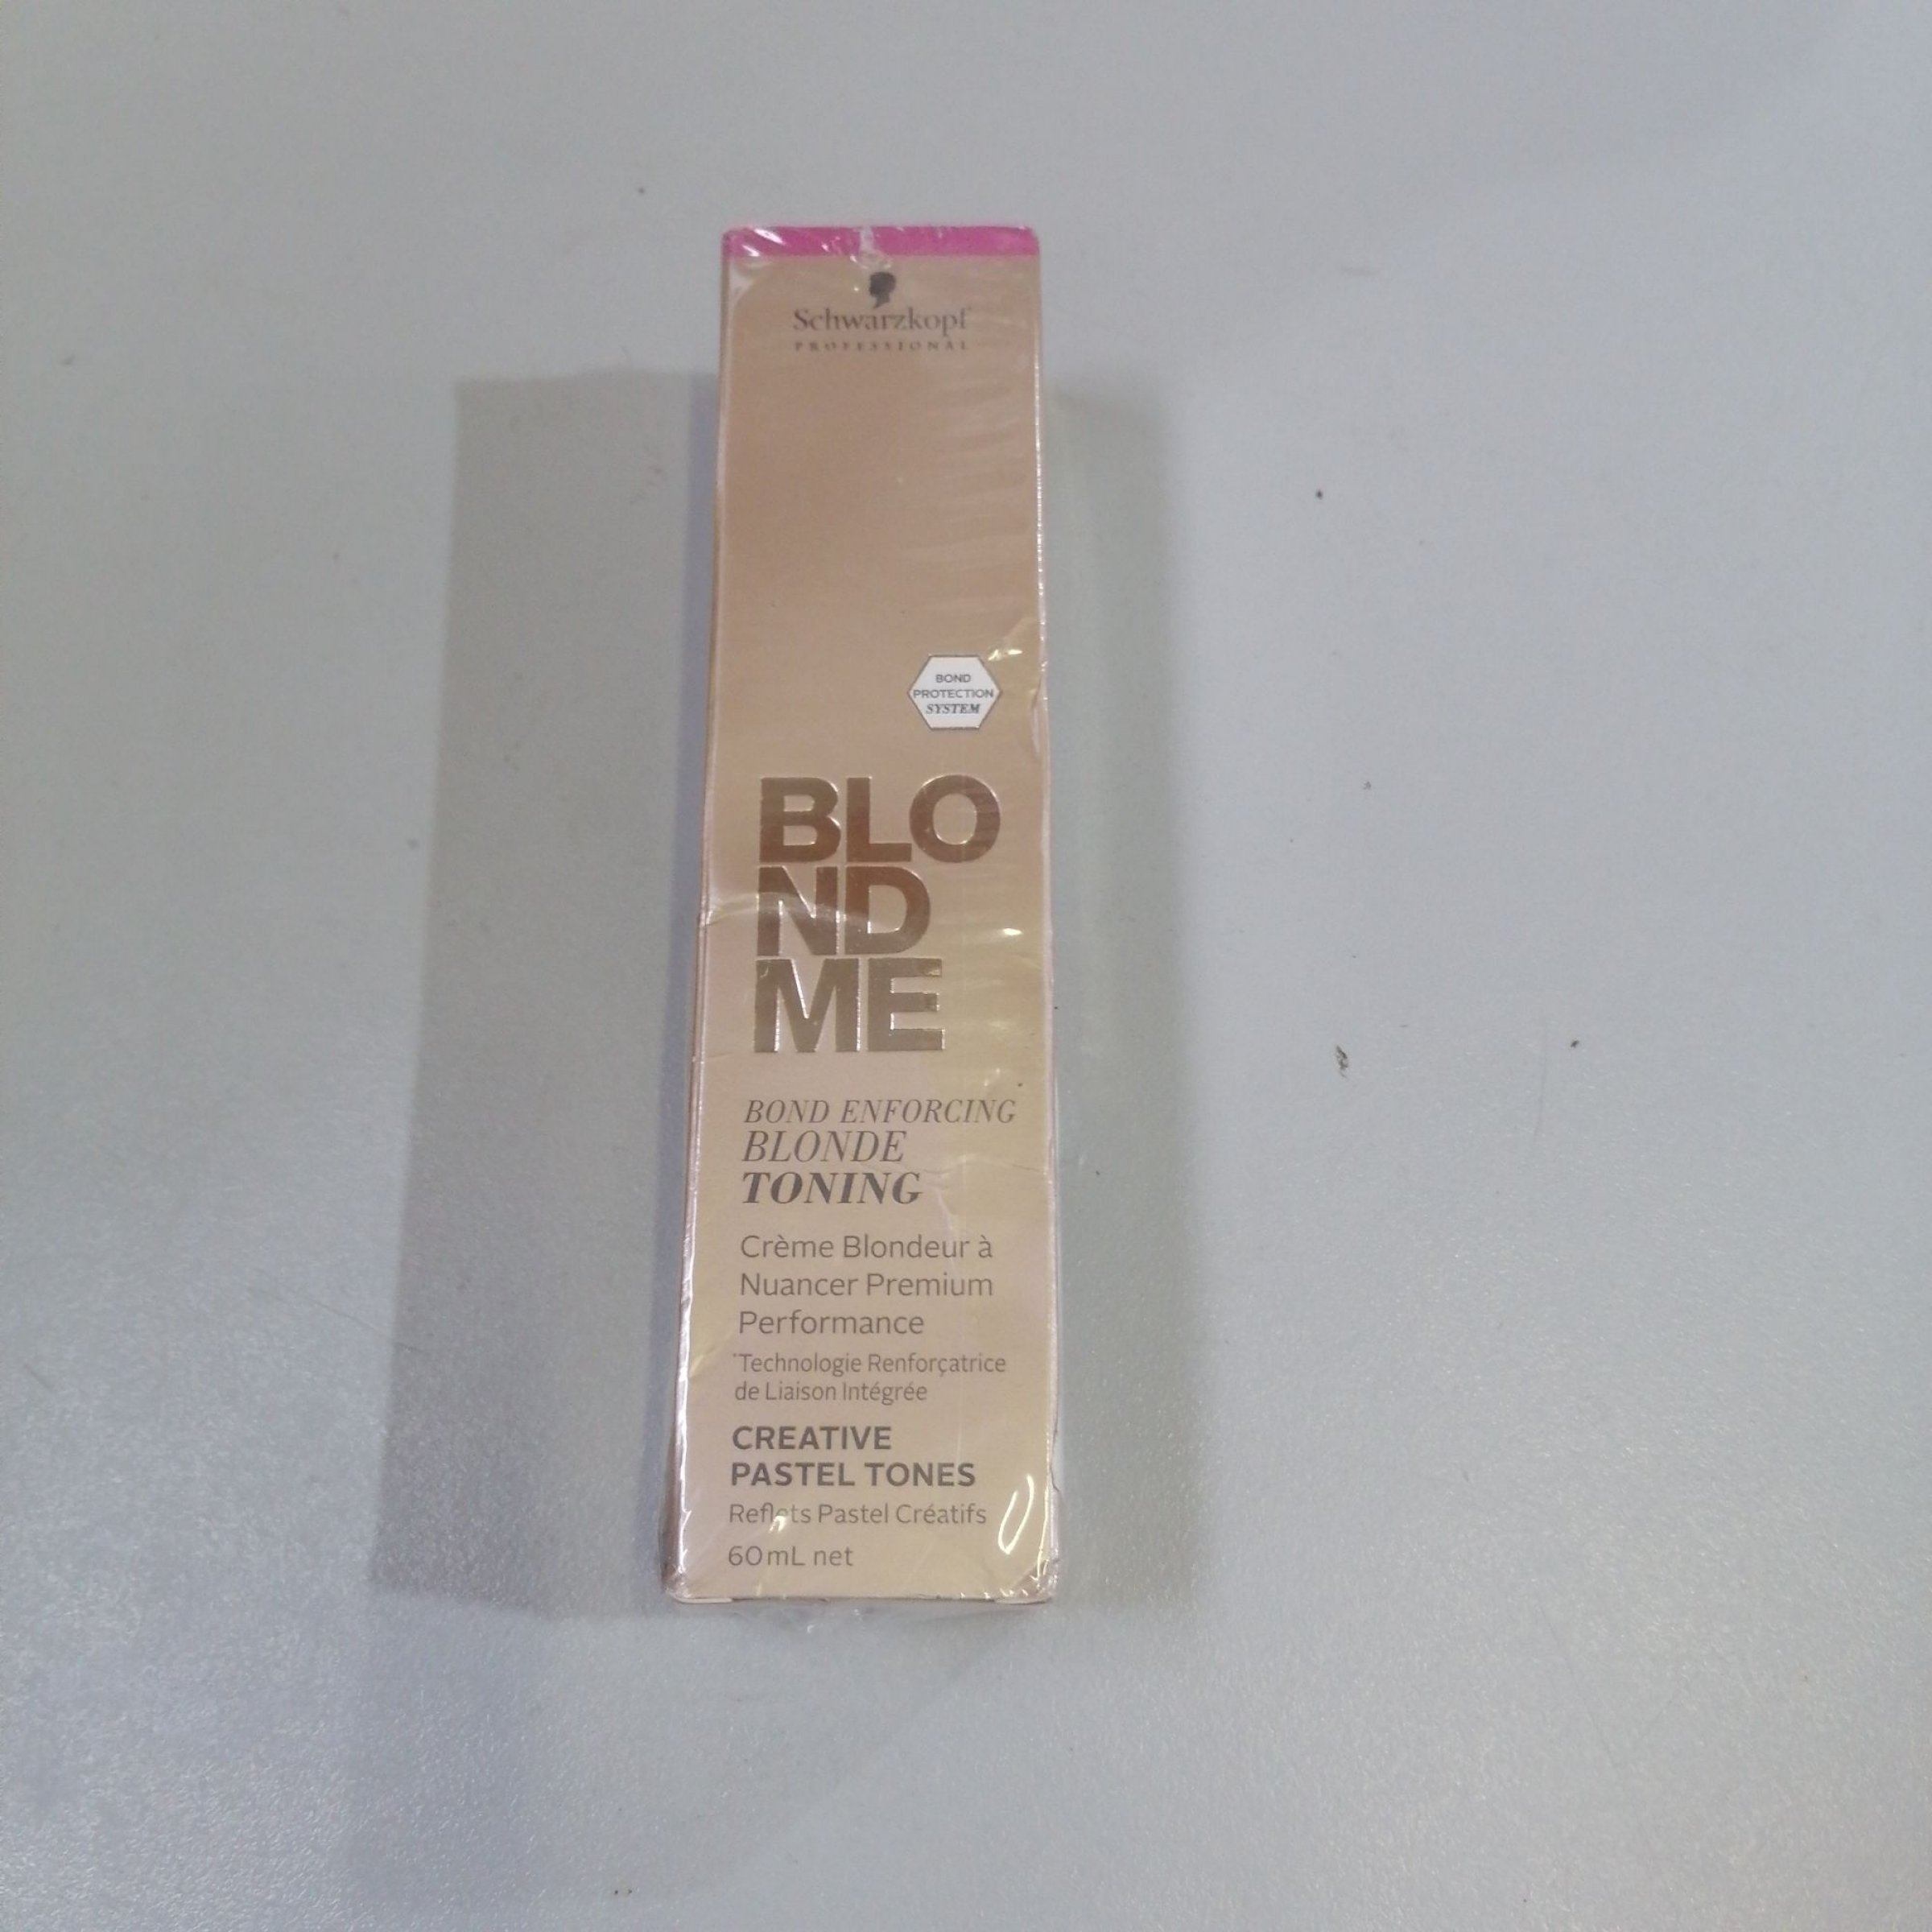 Schwarzkopf
PROFESSIONAL
BOND
PROTECTION
SYSTEM
BLO
ND
ME
BOND ENFORCING
BLONDE
TONING
Crème Blondeur à
Nuancer Premium
Performance
*Technologie Renforçatrice
de Liaison Intégrée
CREATIVE
PASTEL TONES
Reflets Pastel Créatifs
60mL net